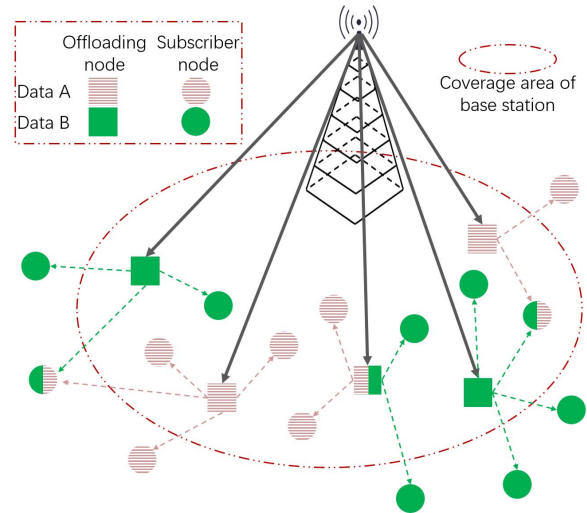 Offloading Subscriber
node node
Data A
Data B
Coverage area of
base station